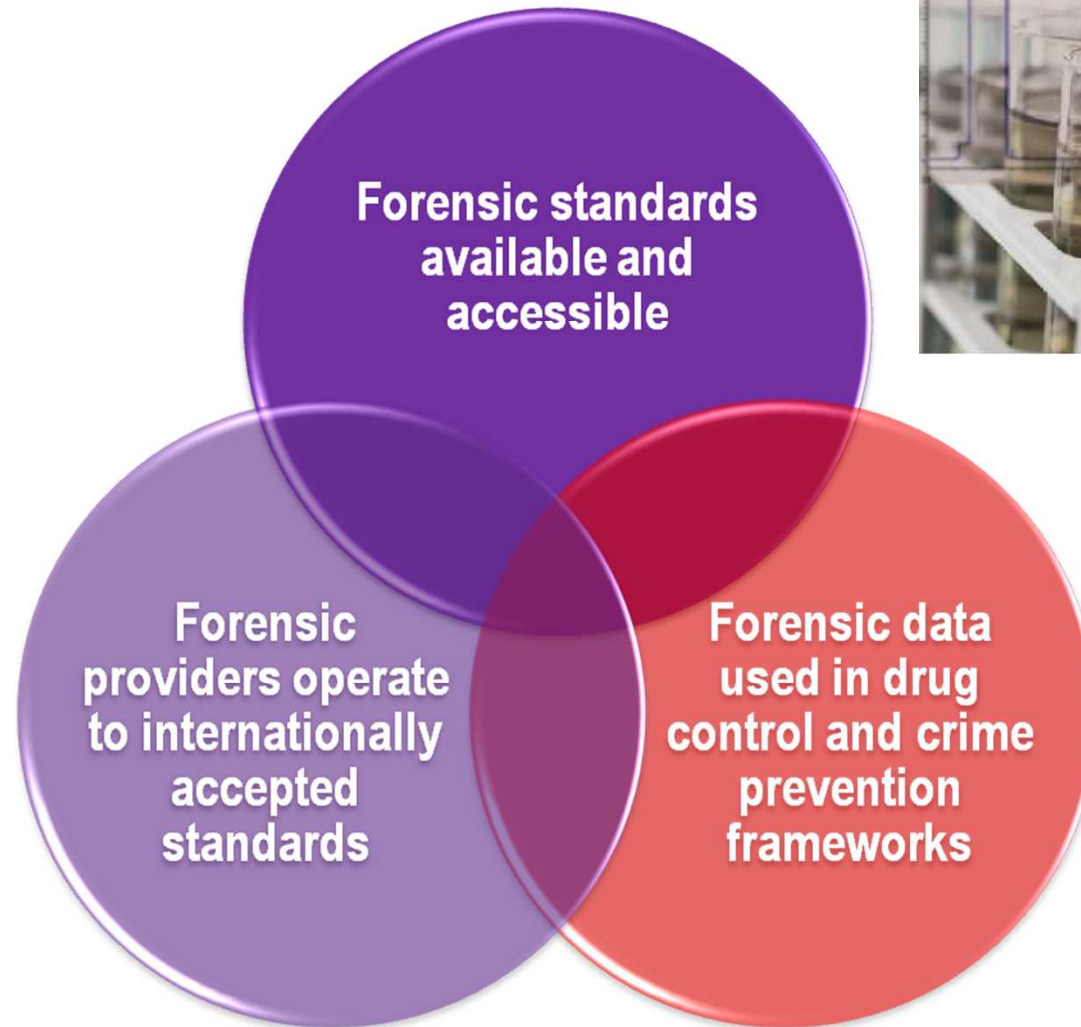 Forensic standards
available and
accessible
Forensic
providers operate
to internationally
accepted
standards
Forensic data
used in drug
control and crime
prevention
frameworks